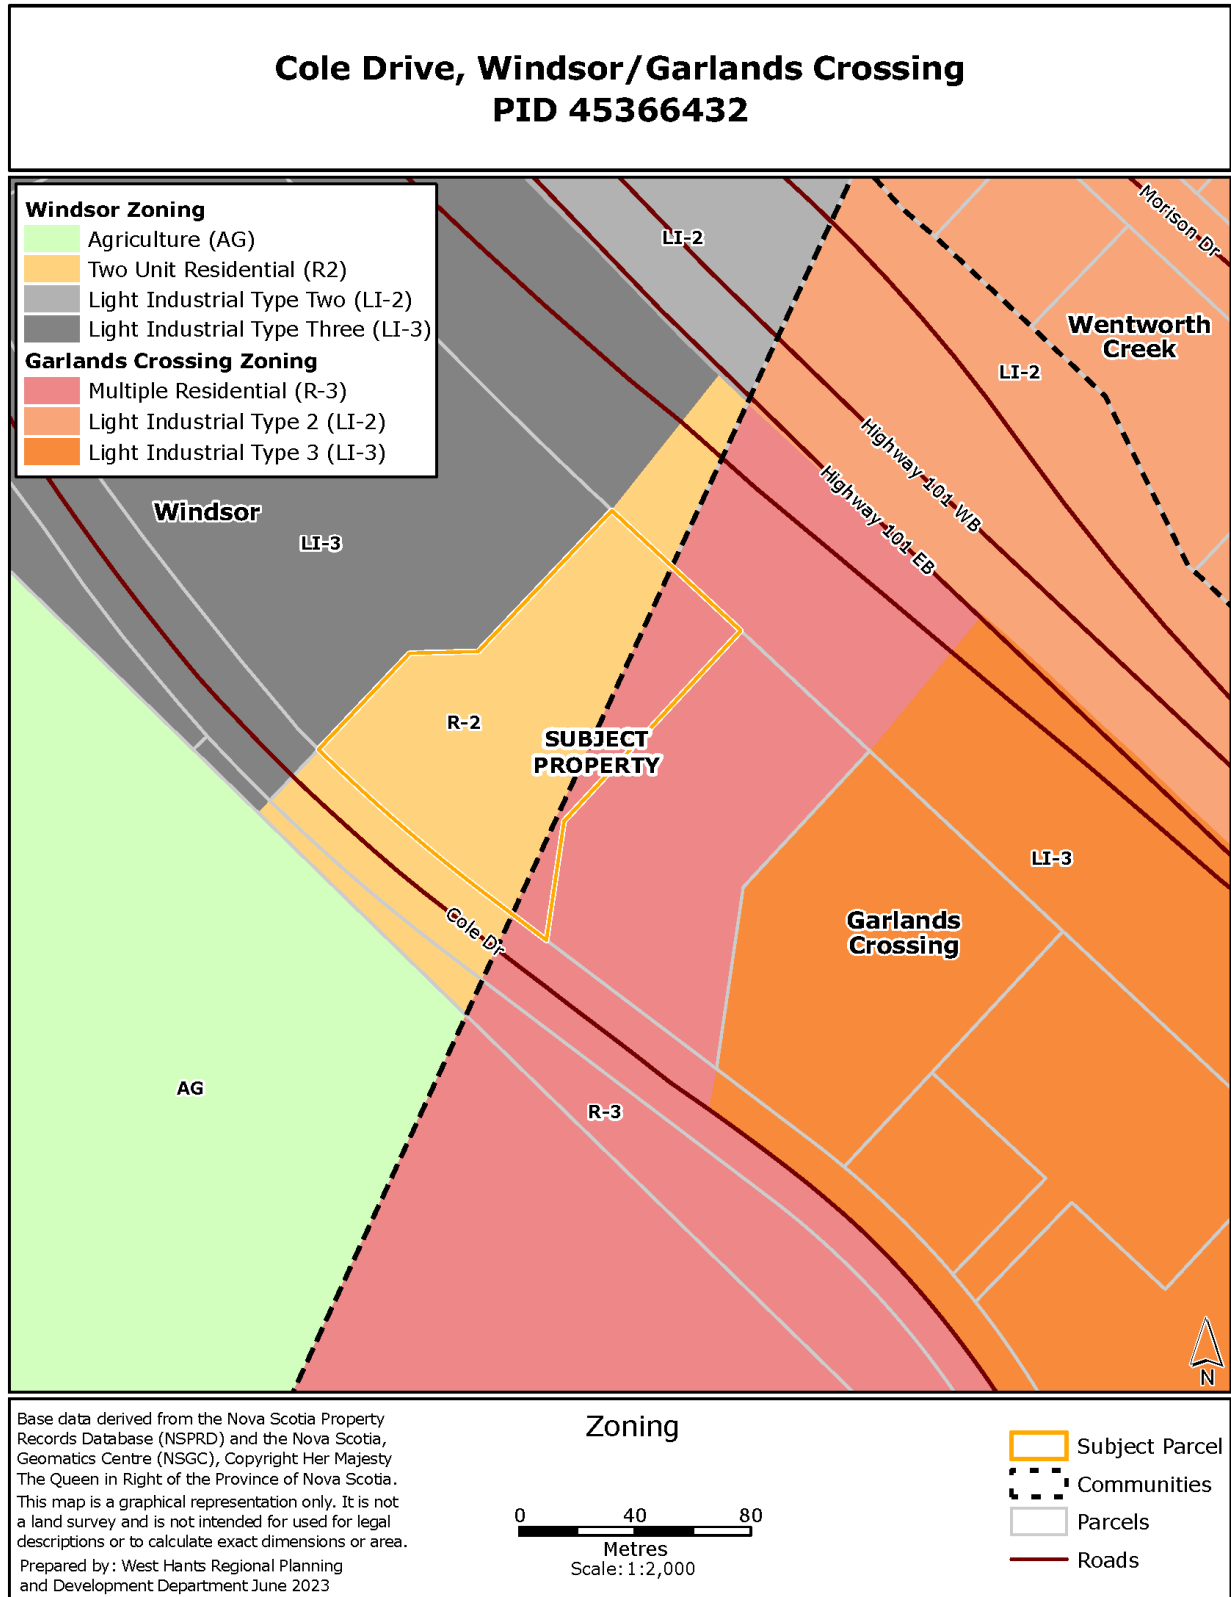 Cole Drive, Windsor/Garlands Crossing
PID 45366432
Windsor Zoning
Agriculture (AG)
Two Unit Residential (R2)
Light Industrial Type Two (LI-2)
Light Industrial Type Three (LI-3)
Garlands Crossing Zoning
Multiple Residential (R-3)
Light Industrial Type 2 (LI-2)
Light Industrial Type 3 (LI-3)
LI-2
Morison Dr
Wentworth
Creek
LI-2
Highway 101 WB
Highway 101 EB
Windsor
LI-3
R-2
SUBJECT
PROPERTY
LI-3
Garlands
Crossing
Cole Dr
AG
R-3
N
Base data derived from the Nova Scotia Property
Records Database (NSPRD) and the Nova Scotia,
Geomatics Centre (NSGC), Copyright Her Majesty
The Queen in Right of the Province of Nova Scotia.
This map is a graphical representation only. It is not
a land survey and is not intended for used for legal
descriptions or to calculate exact dimensions or area.
Prepared by: West Hants Regional Planning
and Development Department June 2023
Zoning
0 40 80
Metres
Scale: 1:2,000
Subject Parcel
Communities
Parcels
Roads